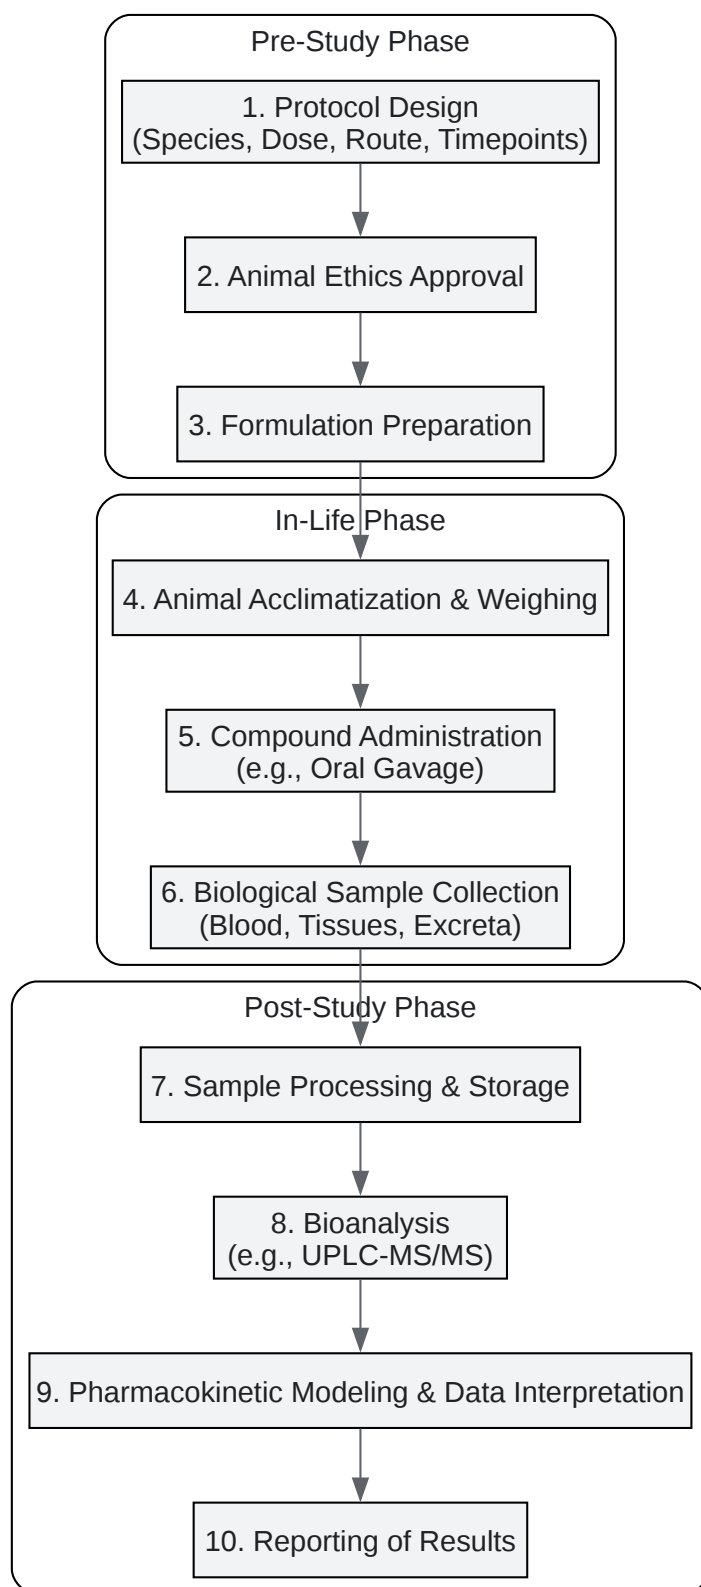 Pre-Study Phase
1. Protocol Design
(Species, Dose, Route, Timepoints)
2. Animal Ethics Approval
3. Formulation Preparation
In-Life Phase
4. Animal Acclimatization & Weighing
5. Compound Administration
(e.g., Oral Gavage)
6. Biological Sample Collection
(Blood, Tissues, Excreta)
Post-Study Phase
7. Sample Processing & Storage
8. Bioanalysis
(e.g., UPLC-MS/MS)
9. Pharmacokinetic Modeling & Data Interpretation
10. Reporting of Results